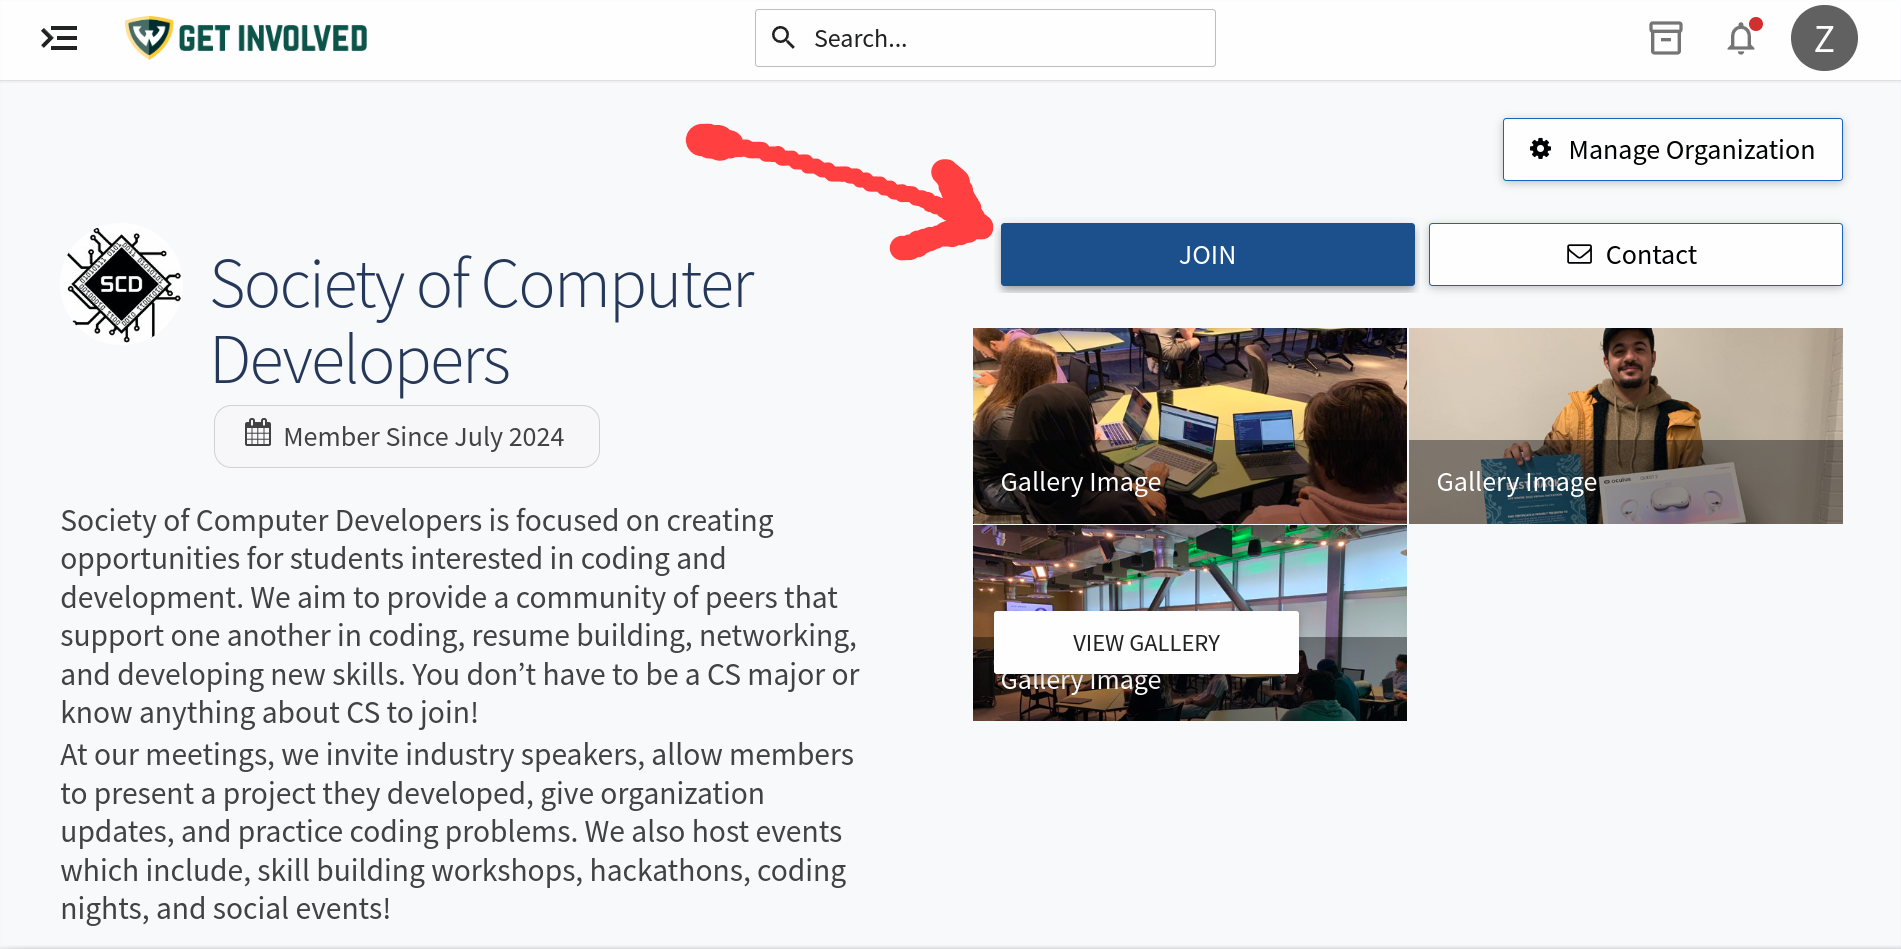 GET INVOLVED
Search...
Z
Manage Organization
JOIN
Contact
SCD
Society of Computer
Developers
Member Since July 2024
Society of Computer Developers is focused on creating
opportunities for students interested in coding and
development. We aim to provide a community of peers that
support one another in coding, resume building, networking,
and developing new skills. You don’t have to be a CS major or
know anything about CS to join!
At our meetings, we invite industry speakers, allow members
to present a project they developed, give organization
updates, and practice coding problems. We also host events
which include, skill building workshops, hackathons, coding
nights, and social events!
Gallery Image
Gallery Image
VIEW GALLERY
Gallery Image